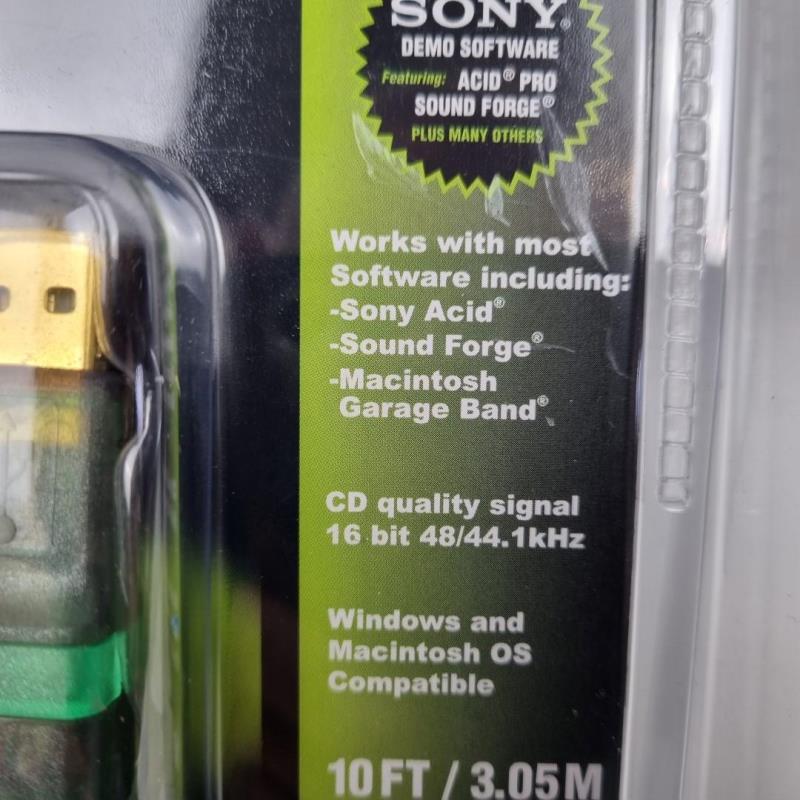 SONY®
DEMO SOFTWARE
Featuring: ACID® PRO
SOUND FORGE®
PLUS MANY OTHERS
Works with most
Software including:
-Sony Acid®
-Sound Forge®
-Macintosh
Garage Band®
CD quality signal
16 bit 48/44.1kHz
Windows and
Macintosh OS
Compatible
10FT / 3.05M